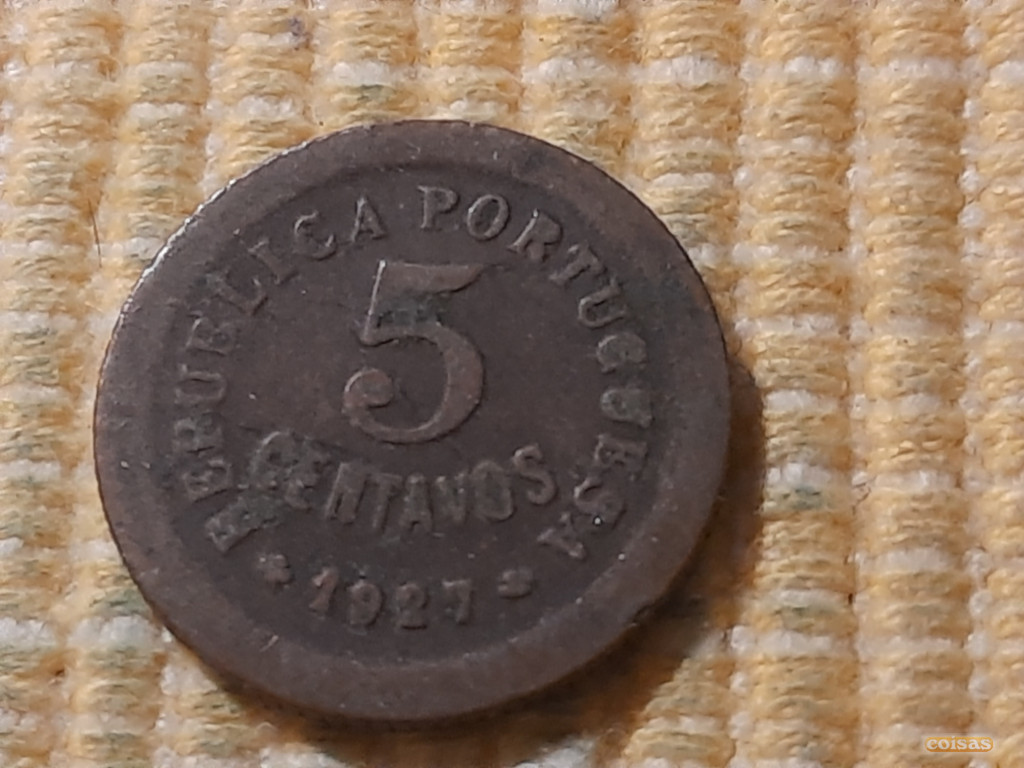 REPUBLICA PORTUGUESA
5
CENTAVOS
* 1927 *
coisas